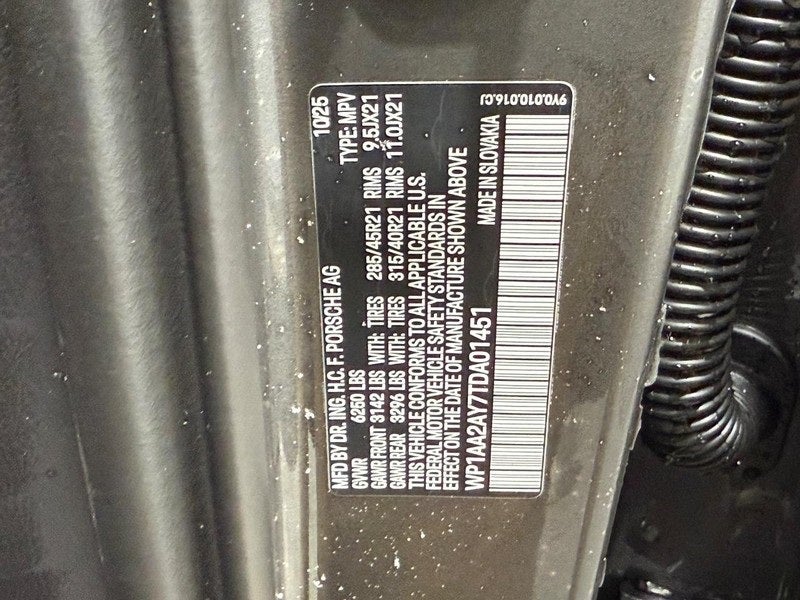 MFD BY DR. ING. H.C. F. PORSCHE AG 10/25
GVWR 6250 LBS TYPE: MPV
GAWR FRONT 3142 LBS WITH: TIRES 285/45R21 RIMS 9.5JX21
GAWR REAR 3296 LBS WITH: TIRES 315/40R21 RIMS 11.0JX21
THIS VEHICLE CONFORMS TO ALL APPLICABLE U.S.
FEDERAL MOTOR VEHICLE SAFETY STANDARDS IN
EFFECT ON THE DATE OF MANUFACTURE SHOWN ABOVE
WP1AA2AY7TDA01451 MADE IN SLOVAKIA
9Y0.010.016.CJ